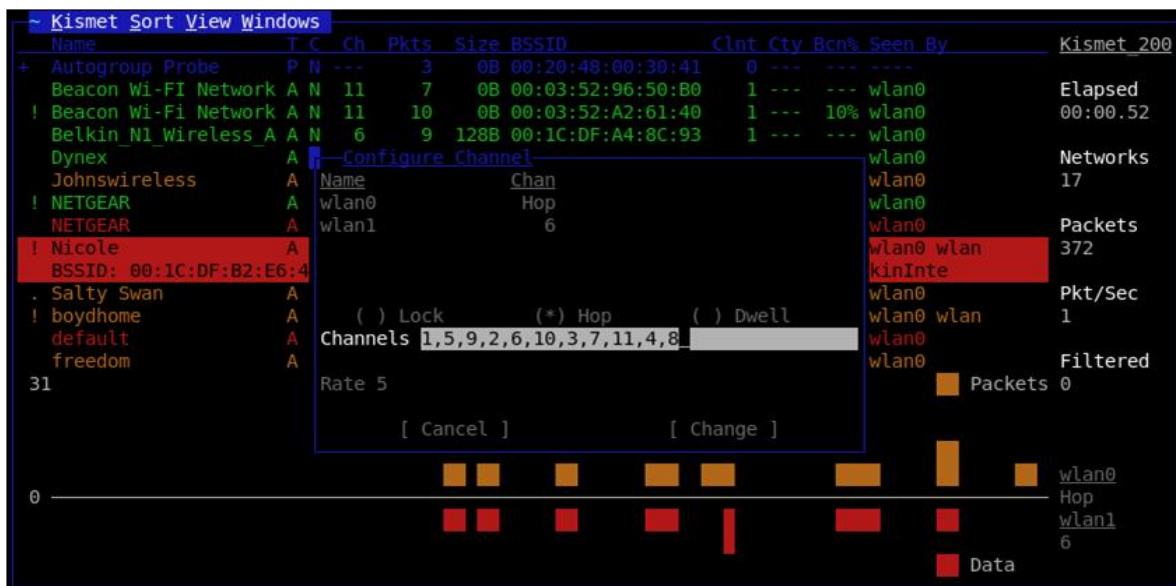 ~ Kismet Sort View Windows
Name T C Ch Pkts Size BSSID Clnt Cty Bcn% Seen By Kismet_200
+ Autogroup Probe P N --- 3 0B 00:20:48:00:30:41 0 --- --- ----
Beacon Wi-FI Network A N 11 7 0B 00:03:52:96:50:B0 1 --- --- wlan0 Elapsed
! Beacon Wi-Fi Network A N 11 10 0B 00:03:52:A2:61:40 1 --- 10% wlan0 00:00.52
Belkin_N1_Wireless_A A N 6 9 128B 00:1C:DF:A4:8C:93 1 --- --- wlan0
Dynex A Configure Channel wlan0 Networks
Johnswireless A Name Chan wlan0 17
! NETGEAR A wlan0 Hop wlan0
NETGEAR A wlan1 6 wlan0 Packets
! Nicole A wlan0 wlan 372
BSSID: 00:1C:DF:B2:E6:4 kinInte
. Salty Swan A wlan0 Pkt/Sec
! boydhome A ( ) Lock (*) Hop ( ) Dwell wlan0 wlan 1
default A Channels 1,5,9,2,6,10,3,7,11,4,8_ wlan0
freedom A wlan0 Filtered
31 Rate 5 Packets 0
[ Cancel ] [ Change ]
wlan0
0 Hop
wlan1
6
Data